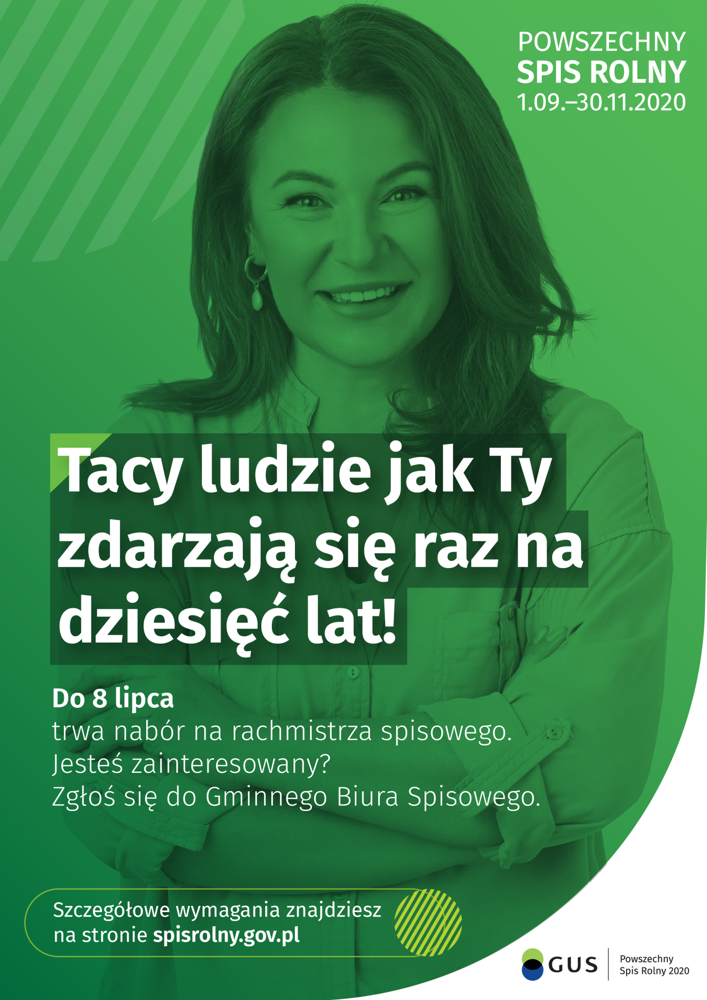 POWSZECHNY
SPIS ROLNY
1.09.–30.11.2020
Tacy ludzie jak Ty
zdarzają się raz na
dziesięć lat!
Do 8 lipca
trwa nabór na rachmistrza spisowego.
Jesteś zainteresowany?
Zgłoś się do Gminnego Biura Spisowego.
Szczegółowe wymagania znajdziesz
na stronie spisrolny.gov.pl
GUS
Powszechny
Spis Rolny 2020